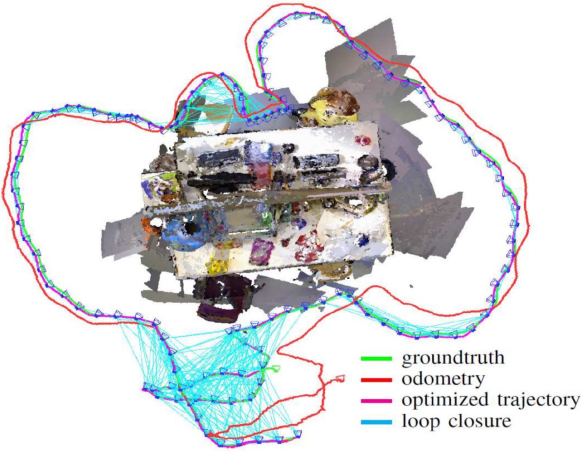 groundtruth
odometry
optimized trajectory
loop closure